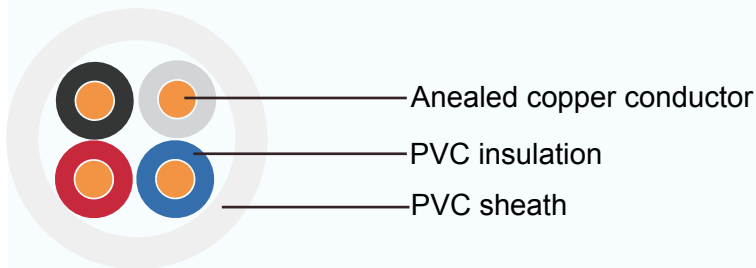 Anealed copper conductor
PVC insulation
PVC sheath